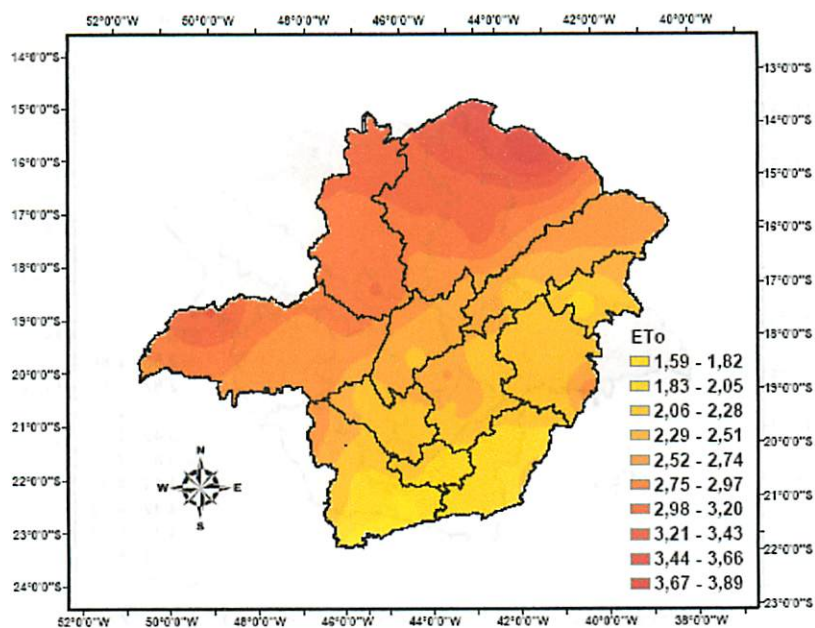 52°0'0"W 50°0'0"W 48°0'0"W 46°0'0"W 44°0'0"W 42°0'0"W 40°0'0"W
14°0'0"S
15°0'0"S
16°0'0"S
17°0'0"S
18°0'0"S
19°0'0"S
20°0'0"S
21°0'0"S
22°0'0"S
23°0'0"S
24°0'0"S
13°0'0"S
14°0'0"S
15°0'0"S
16°0'0"S
17°0'0"S
18°0'0"S
19°0'0"S
20°0'0"S
21°0'0"S
22°0'0"S
23°0'0"S
N
W E
S
ETo
1,59 - 1,82
1,83 - 2,05
2,06 - 2,28
2,29 - 2,51
2,52 - 2,74
2,75 - 2,97
2,98 - 3,20
3,21 - 3,43
3,44 - 3,66
3,67 - 3,89
52°0'0"W 50°0'0"W 48°0'0"W 46°0'0"W 44°0'0"W 42°0'0"W 40°0'0"W 38°0'0"W